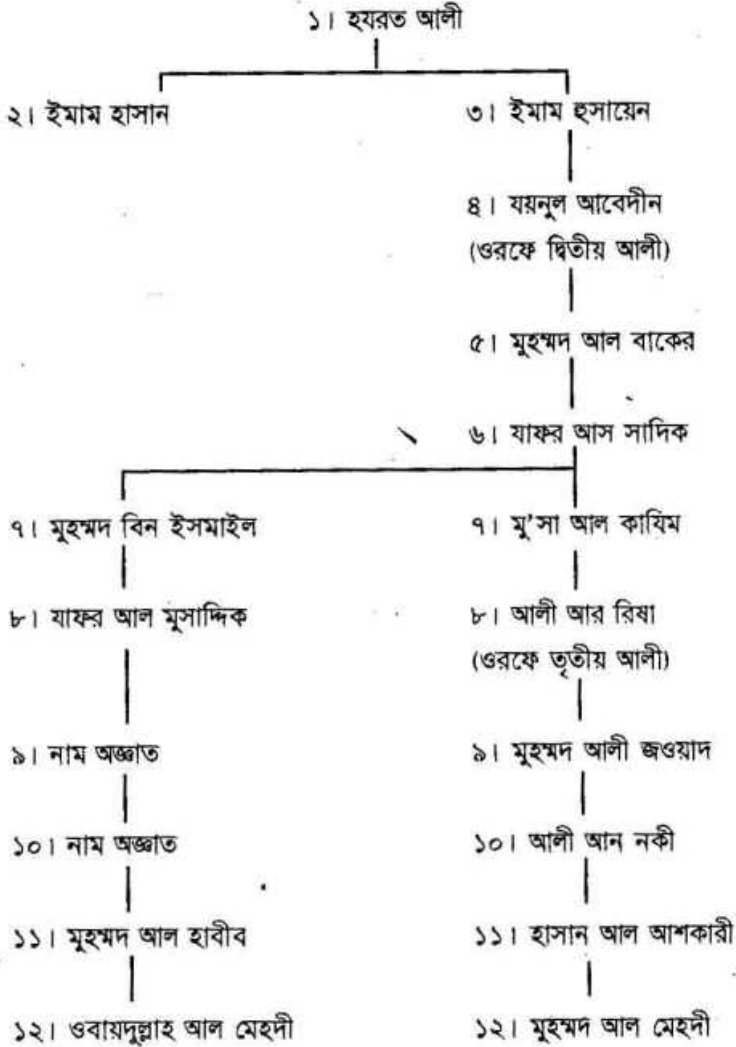 ১। হযরত আলী
২। ইমাম হাসান
৩। ইমাম হুসায়েন
৪। যয়নুল আবেদীন
(ওরফে দ্বিতীয় আলী)
৫। মুহম্মদ আল বাকের
৬। যাফর আস সাদিক
৭। মুহম্মদ বিন ইসমাইল
৭। মু'সা আল কাযিম
৮। যাফর আল মুসাদ্দিক
৮। আলী আর রিষা
(ওরফে তৃতীয় আলী)
৯। নাম অজ্ঞাত
৯। মুহম্মদ আলী জওয়াদ
১০। নাম অজ্ঞাত
১০। আলী আন নকী
১১। মুহম্মদ আল হাবীব
১১। হাসান আল আশকারী
১২। ওবায়দুল্লাহ আল মেহদী
১২। মুহম্মদ আল মেহদী